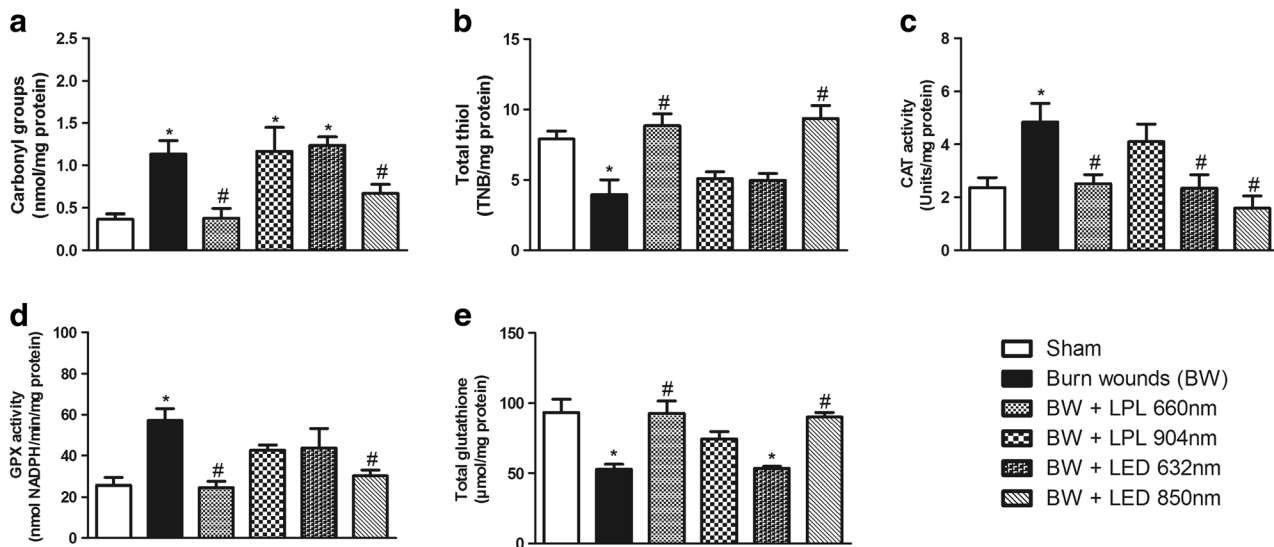 a
Carbonyl groups
(nmol/mg protein)
2.5
2.0
1.5
1.0
0.5
0.0
*
#
*
*
#
b
Total thiol
(TNB/mg protein)
15
10
5
0
*
#
#
c
CAT activity
(Units/mg protein)
8
6
4
2
0
*
#
#
#
d
GPX activity
(nmol NADPH/min/mg protein)
100
80
60
40
20
0
*
#
#
e
Total glutathione
(µmol/mg protein)
150
100
50
0
*
#
*
#
Sham
Burn wounds (BW)
BW + LPL 660nm
BW + LPL 904nm
BW + LED 632nm
BW + LED 850nm